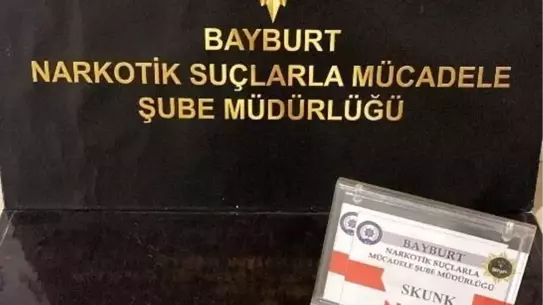 BAYBURT
NARKOTİK SUÇLARLA MÜCADELE
ŞUBE MÜDÜRLÜĞÜ
BAYBURT
NARKOTİK SUÇLARLA
MÜCADELE ŞUBE MÜDÜRLÜĞÜ
SKUNK